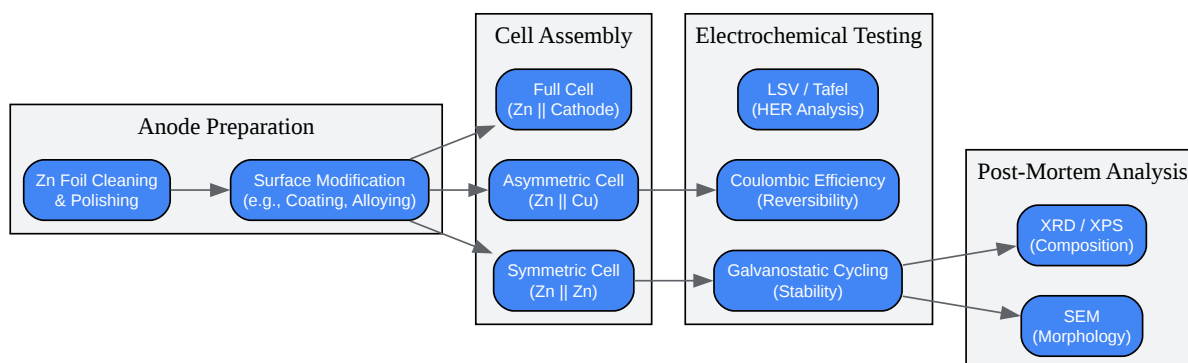 Anode Preparation
Zn Foil Cleaning
& Polishing
Surface Modification
(e.g., Coating, Alloying)
Cell Assembly
Full Cell
(Zn || Cathode)
Asymmetric Cell
(Zn || Cu)
Symmetric Cell
(Zn || Zn)
Electrochemical Testing
LSV / Tafel
(HER Analysis)
Coulombic Efficiency
(Reversibility)
Galvanostatic Cycling
(Stability)
Post-Mortem Analysis
XRD / XPS
(Composition)
SEM
(Morphology)